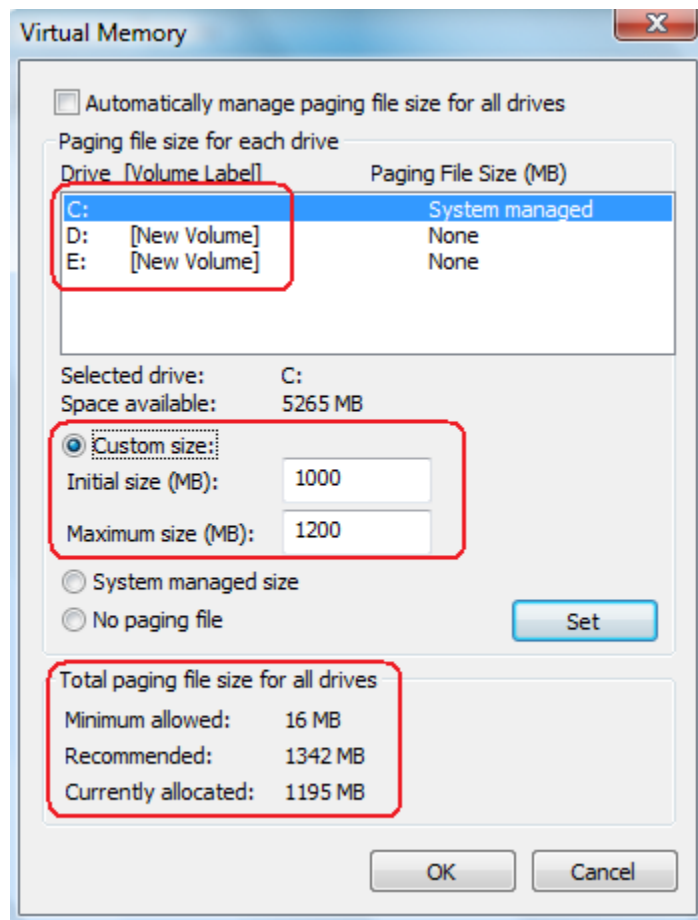 Virtual Memory
Automatically manage paging file size for all drives
Paging file size for each drive
Drive [Volume Label] Paging File Size (MB)
C: System managed
D: [New Volume] None
E: [New Volume] None
Selected drive: C:
Space available: 5265 MB
Custom size:
Initial size (MB): 1000
Maximum size (MB): 1200
System managed size
No paging file
Set
Total paging file size for all drives
Minimum allowed: 16 MB
Recommended: 1342 MB
Currently allocated: 1195 MB
OK Cancel